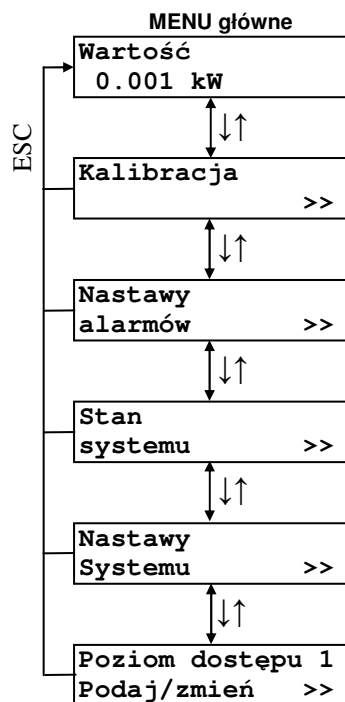 MENU główne
Wartość
0.001 kW
↓↑
ESC
Kalibracja
>>
↓↑
Nastawy
alarmów >>
↓↑
Stan
systemu >>
↓↑
Nastawy
Systemu >>
↓↑
Poziom dostępu 1
Podaj/zmień >>